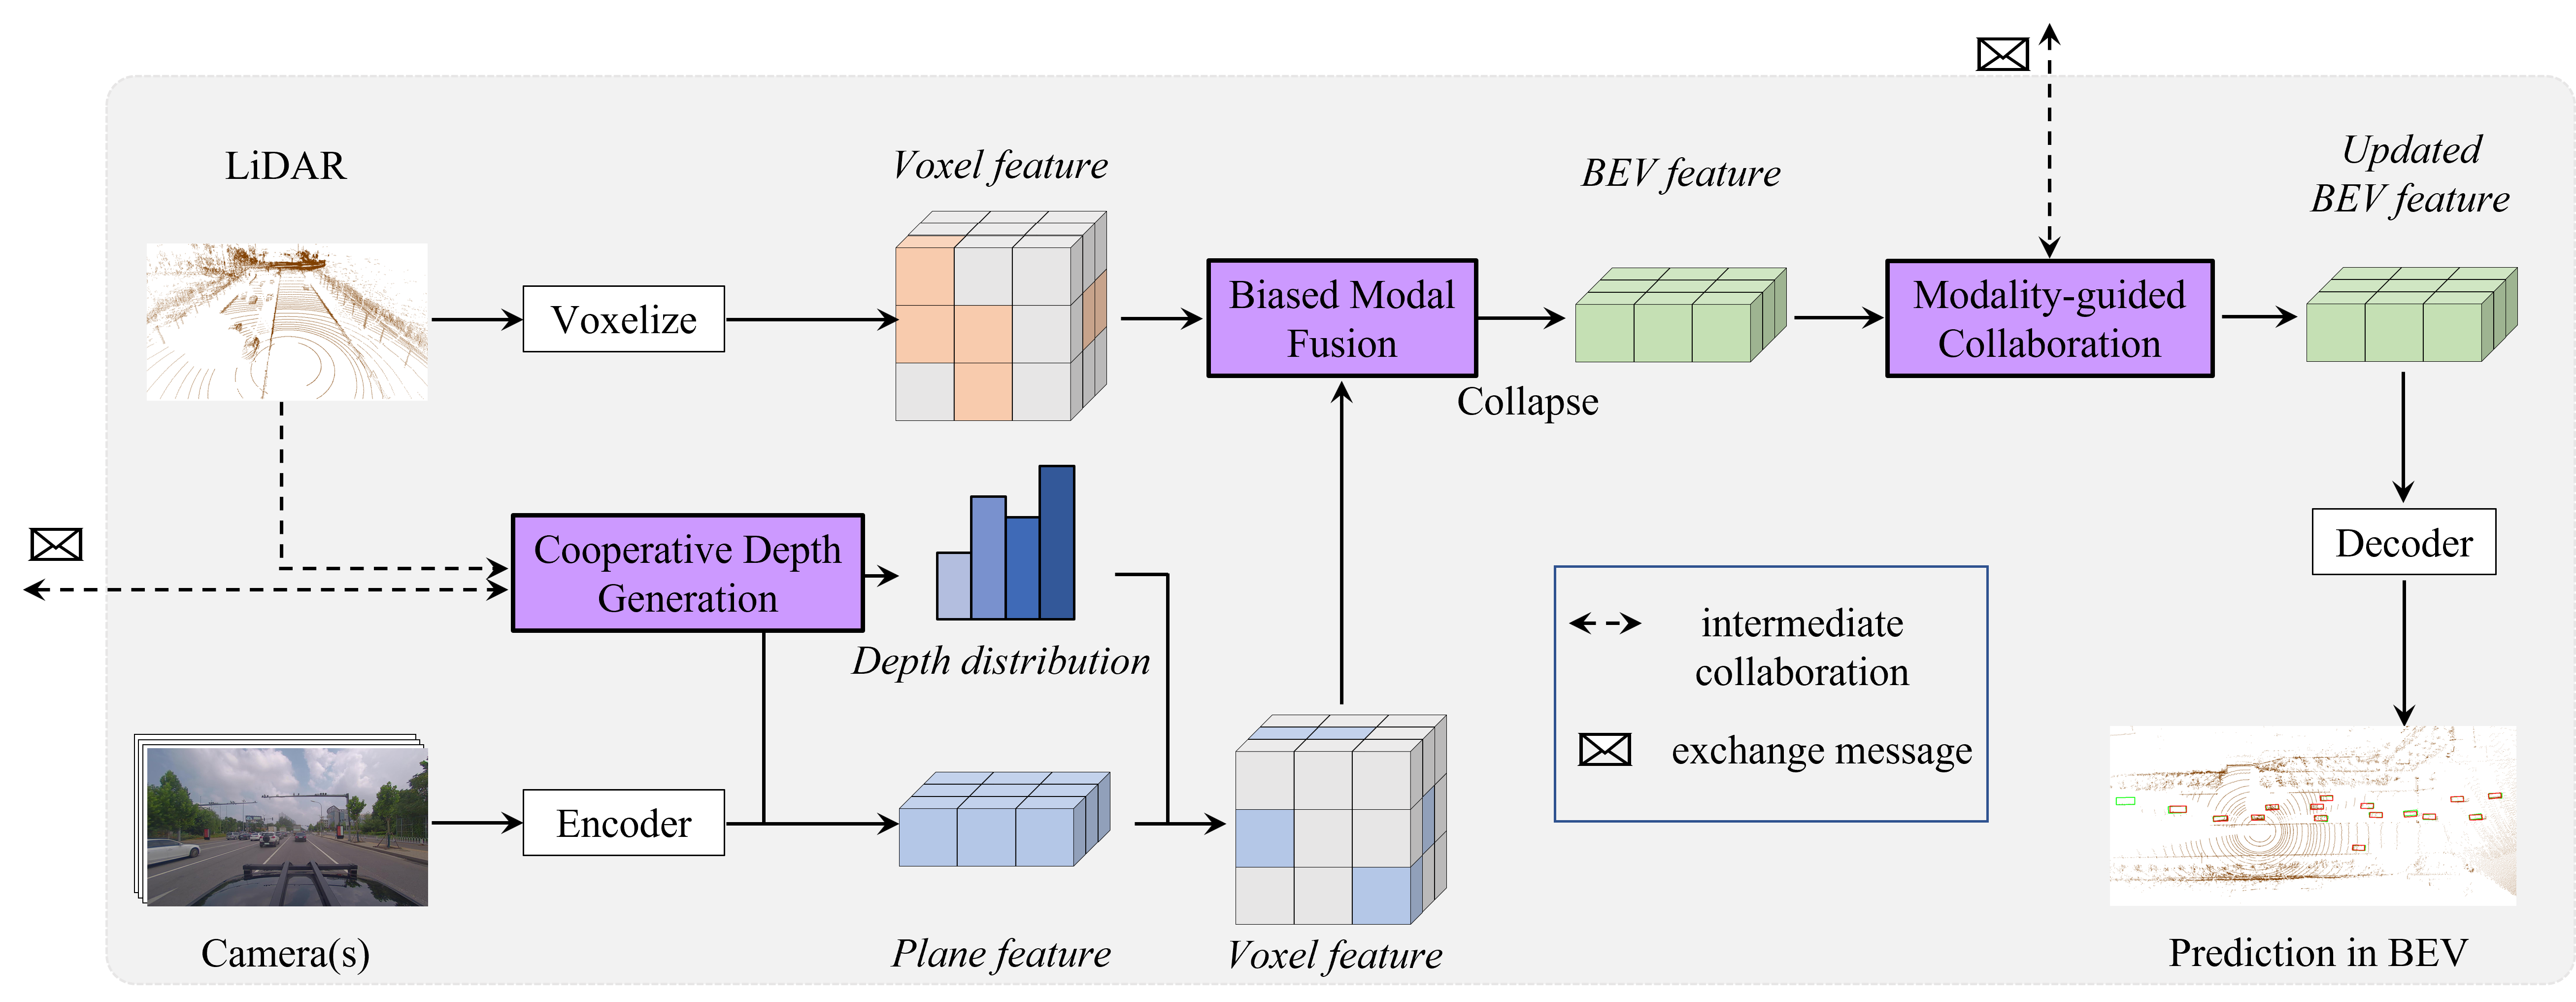 LiDAR
Voxelize
Voxel feature
Biased Modal
Fusion
Collapse
BEV feature
Modality-guided
Collaboration
Updated
BEV feature
Cooperative Depth
Generation
Depth distribution
Decoder
intermediate
collaboration
exchange message
Camera(s)
Encoder
Plane feature
Voxel feature
Prediction in BEV